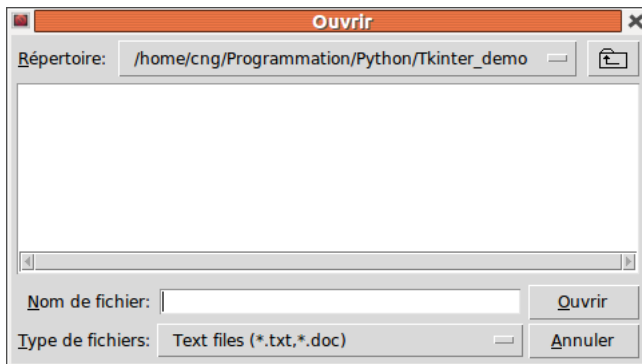 Ouvrir
Répertoire: /home/cng/Programmation/Python/Tkinter_demo
Nom de fichier: Ouvrir
Type de fichiers: Text files (*.txt,*.doc) Annuler